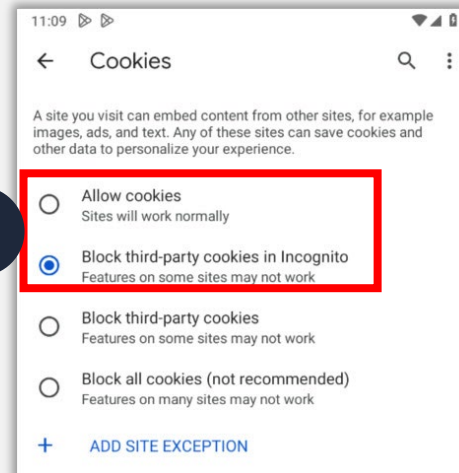 11:09
Cookies
A site you visit can embed content from other sites, for example
images, ads, and text. Any of these sites can save cookies and
other data to personalize your experience.
Allow cookies
Sites will work normally
Block third-party cookies in Incognito
Features on some sites may not work
Block third-party cookies
Features on some sites may not work
Block all cookies (not recommended)
Features on many sites may not work
+ ADD SITE EXCEPTION